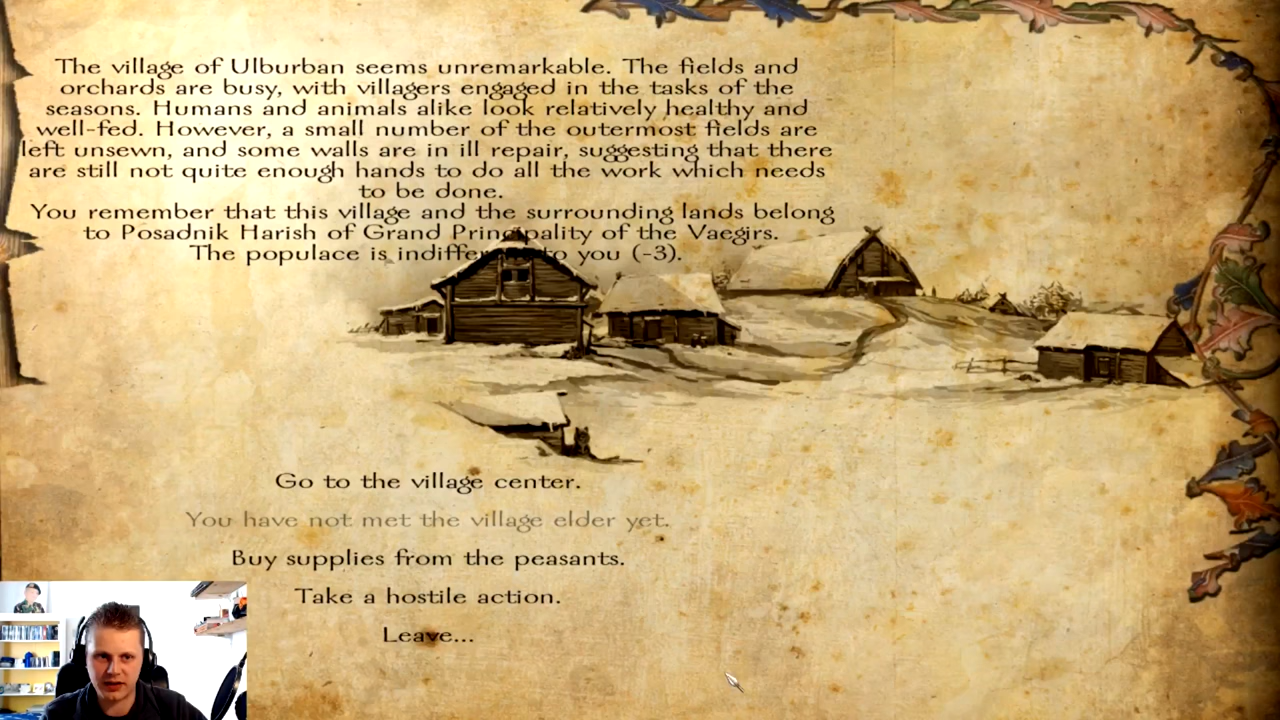 The village of Ulburban seems unremarkable. The fields and
orchards are busy, with villagers engaged in the tasks of the
seasons. Humans and animals alike look relatively healthy and
well-fed. However, a small number of the outermost fields are
left unsewn, and some walls are in ill repair, suggesting that there
are still not quite enough hands to do all the work which needs
to be done.
You remember that this village and the surrounding lands belong
to Posadnik Harish of Grand Principality of the Vaegirs.
The populace is indifferent to you (-3).
Go to the village center.
You have not met the village elder yet.
Buy supplies from the peasants.
Take a hostile action.
Leave...